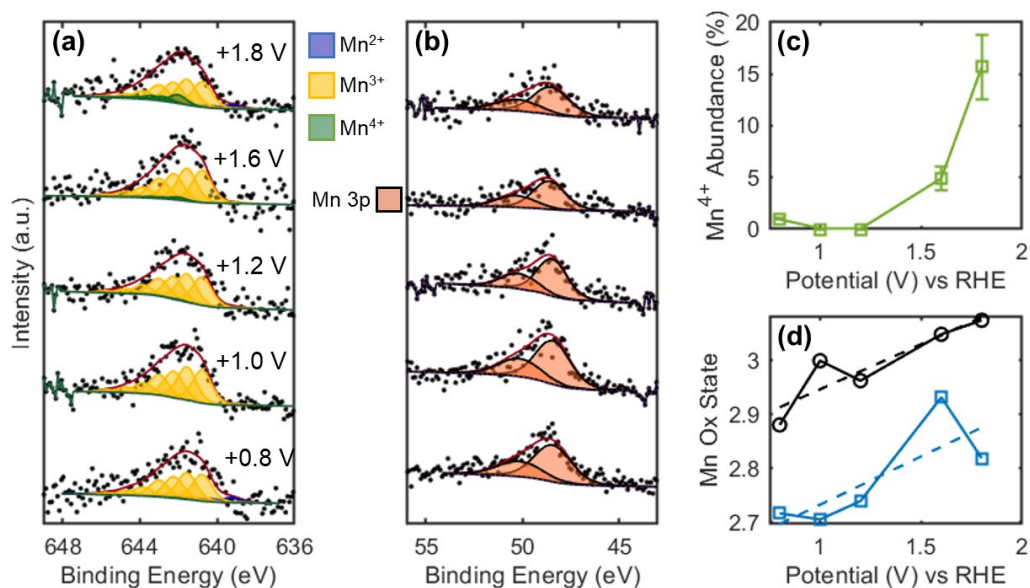 (a)
+1.8 V
+1.6 V
+1.2 V
+1.0 V
+0.8 V
Intensity (a.u.)
648 644 640 636
Binding Energy (eV)
Mn²⁺
Mn³⁺
Mn⁴⁺
Mn 3p
(b)
55 50 45
Binding Energy (eV)
(c)
Mn⁴⁺ Abundance (%)
20
15
10
5
0
1 1.5 2
Potential (V) vs RHE
(d)
Mn Ox State
3
2.9
2.8
2.7
1 1.5 2
Potential (V) vs RHE